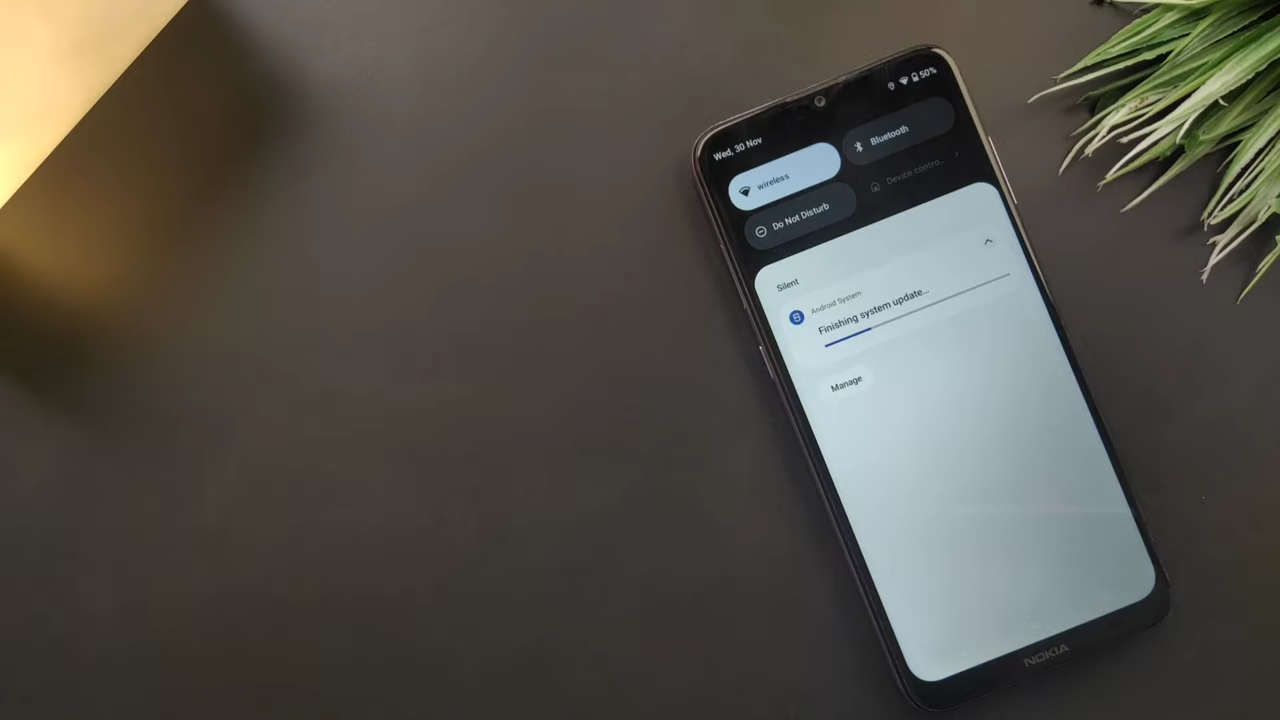 50%
Wed, 30 Nov
wireless
Bluetooth
Do Not Disturb
Device contro..
Silent
Android System
Finishing system update...
Manage
NOKIA